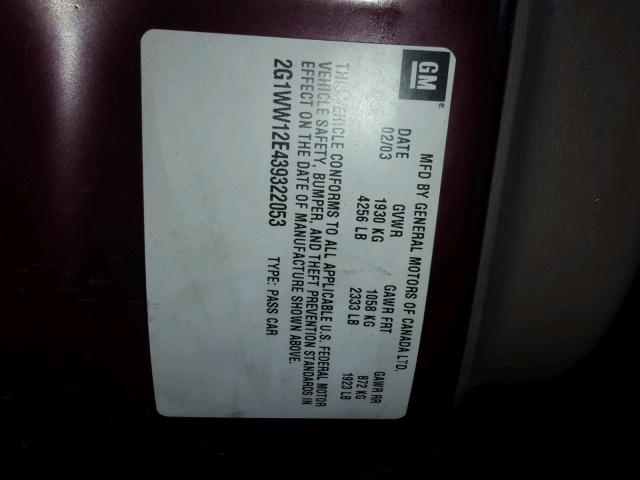 GM
MFD BY GENERAL MOTORS OF CANADA LTD.
DATE GVWR GAWR FRT GAWR RR
02/03 1930 KG 1058 KG 872 KG
4256 LB 2333 LB 1923 LB
THIS VEHICLE CONFORMS TO ALL APPLICABLE U.S. FEDERAL MOTOR
VEHICLE SAFETY, BUMPER, AND THEFT PREVENTION STANDARDS IN
EFFECT ON THE DATE OF MANUFACTURE SHOWN ABOVE.
2G1WW12E439322053 TYPE: PASS CAR